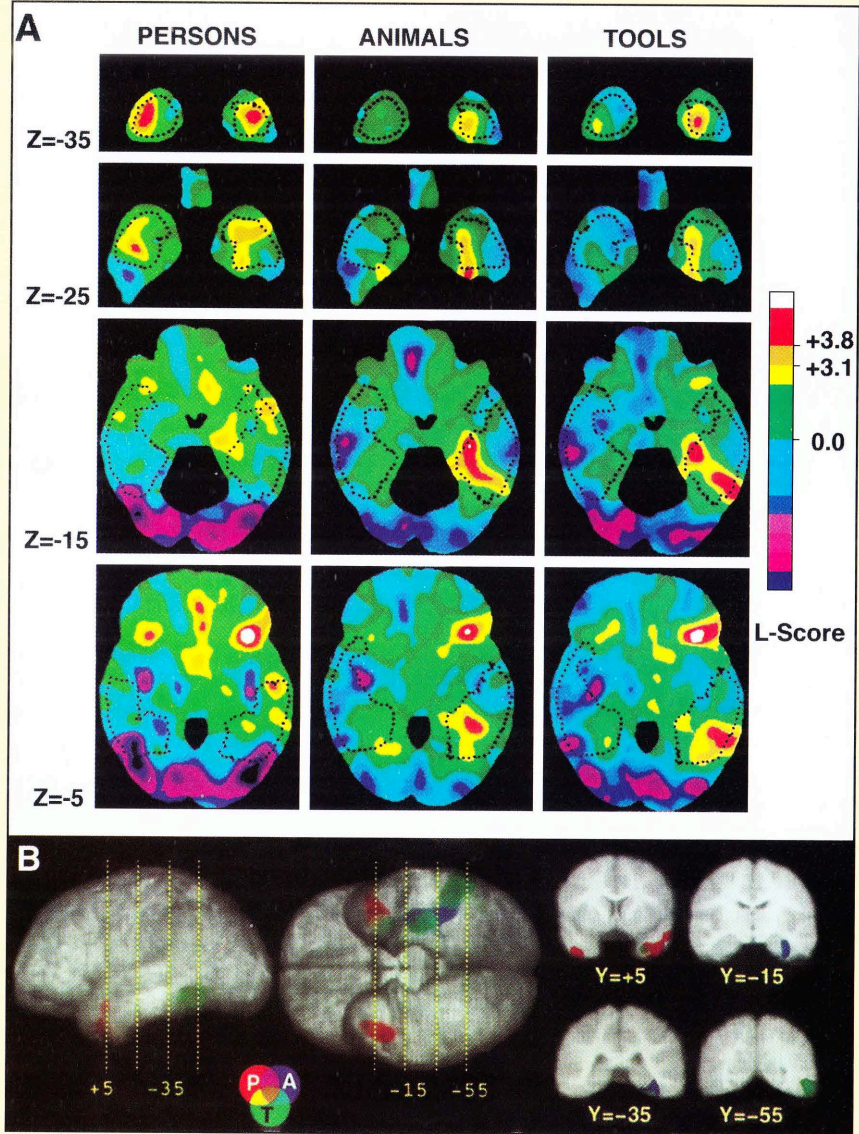 A
PERSONS ANIMALS TOOLS
Z=-35
Z=-25
Z=-15
Z=-5
+3.8
+3.1
0.0
L-Score
B
+5 -35
-15 -55
P A
T
Y=+5 Y=-15
Y=-35 Y=-55